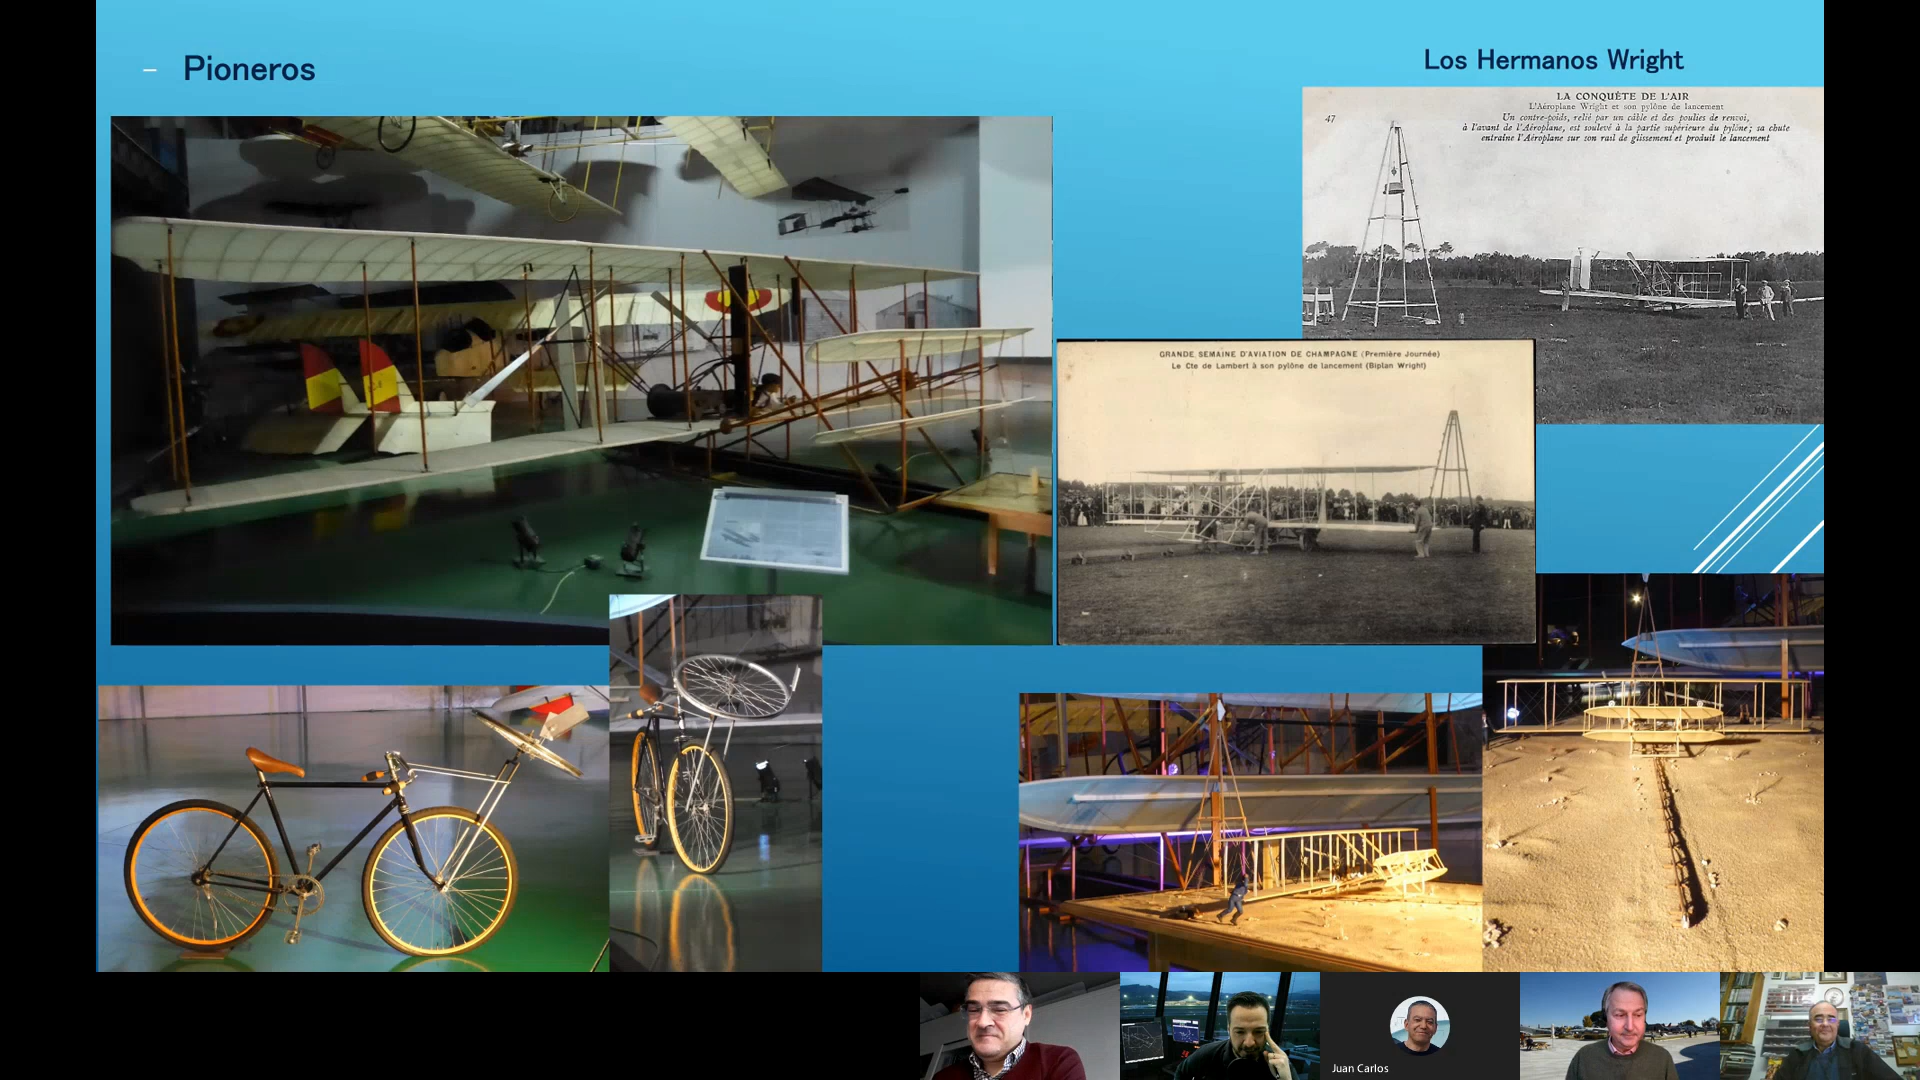 – Pioneros
Los Hermanos Wright
LA CONQUÊTE DE L'AIR
L'Aéroplane Wright et son pylône de lancement
47
Un contre-poids, relié par un câble et des poulies de renvoi,
à l'avant de l'Aéroplane, est soulevé à la partie supérieure du pylône; sa chute
entraîne l'Aéroplane sur son rail de glissement et produit le lancement
GRANDE SEMAINE D'AVIATION DE CHAMPAGNE (Première Journée)
Le Cte de Lambert à son pylône de lancement (Biplan Wright)
Juan Carlos